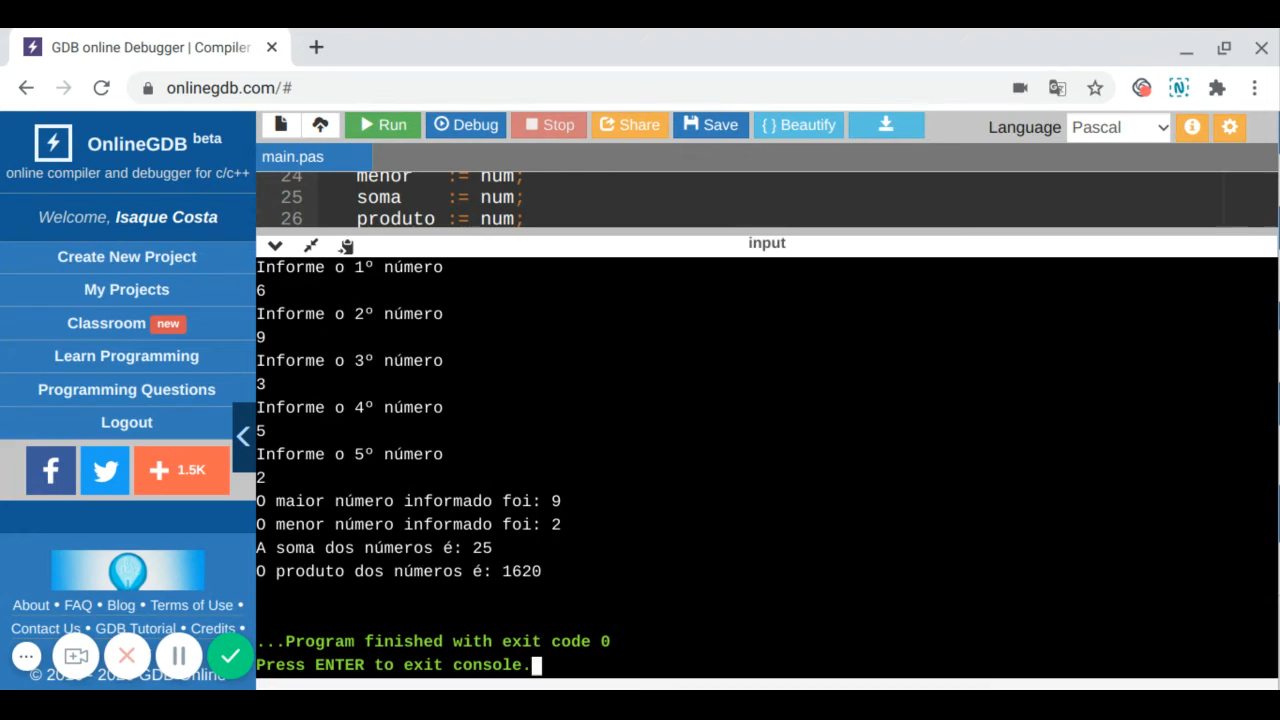 GDB online Debugger | Compiler
onlinegdb.com/#
OnlineGDB beta
online compiler and debugger for c/c++
Welcome, Isaque Costa
Create New Project
My Projects
Classroom new
Learn Programming
Programming Questions
Logout
1.5K
About • FAQ • Blog • Terms of Use •
Contact Us • GDB Tutorial • Credits •
GDB Online
Run Debug Stop Share Save { } Beautify Language Pascal
main.pas
24 menor := num;
25 soma := num;
26 produto := num;
input
Informe o 1º número
6
Informe o 2º número
9
Informe o 3º número
3
Informe o 4º número
5
Informe o 5º número
2
O maior número informado foi: 9
O menor número informado foi: 2
A soma dos números é: 25
O produto dos números é: 1620
...Program finished with exit code 0
Press ENTER to exit console.